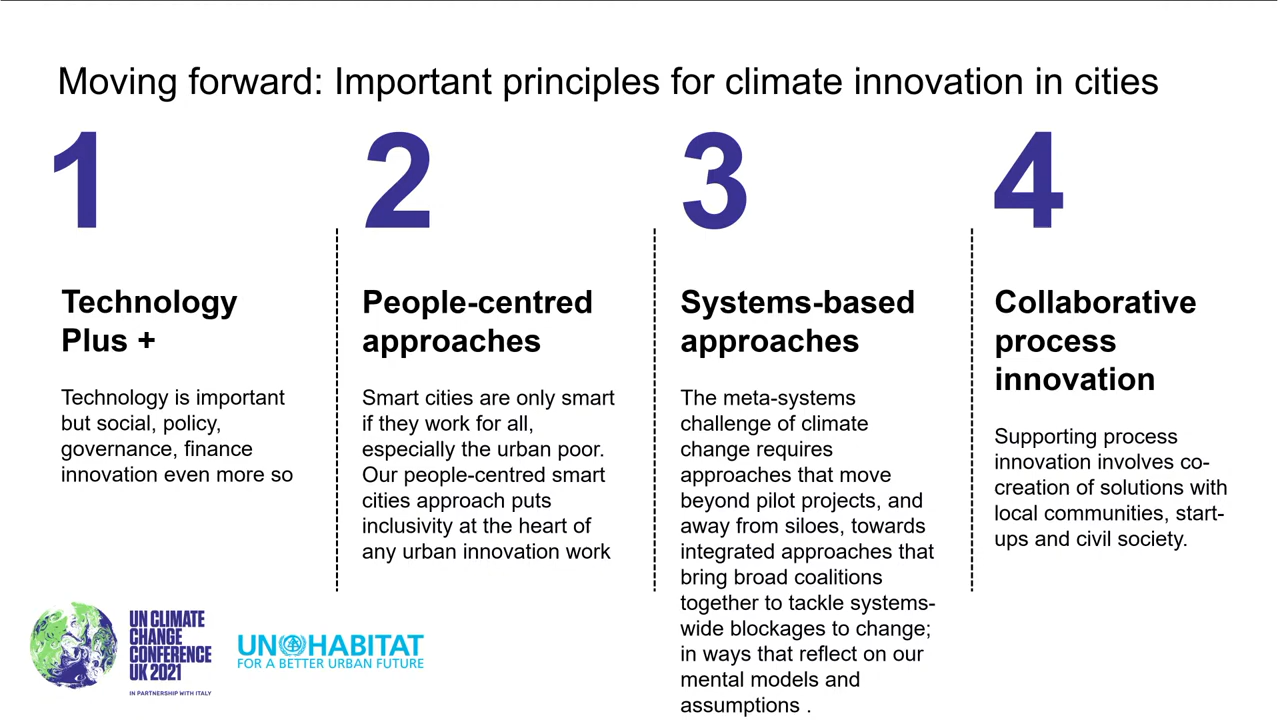 Moving forward: Important principles for climate innovation in cities
1
Technology
Plus +
Technology is important
but social, policy,
governance, finance
innovation even more so
2
People-centred
approaches
Smart cities are only smart
if they work for all,
especially the urban poor.
Our people-centred smart
cities approach puts
inclusivity at the heart of
any urban innovation work
3
Systems-based
approaches
The meta-systems
challenge of climate
change requires
approaches that move
beyond pilot projects, and
away from siloes, towards
integrated approaches that
bring broad coalitions
together to tackle systems-
wide blockages to change;
in ways that reflect on our
mental models and
assumptions .
4
Collaborative
process
innovation
Supporting process
innovation involves co-
creation of solutions with
local communities, start-
ups and civil society.
UN CLIMATE
CHANGE
CONFERENCE
UK 2021
IN PARTNERSHIP WITH ITALY
UN HABITAT
FOR A BETTER URBAN FUTURE